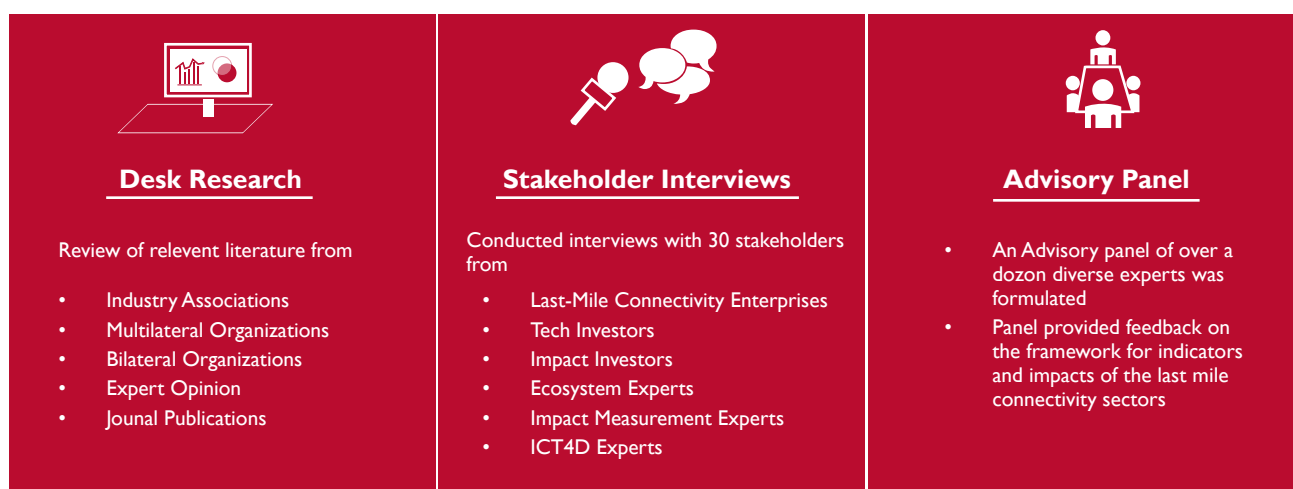 Desk Research
Review of relevent literature from
• Industry Associations
• Multilateral Organizations
• Bilateral Organizations
• Expert Opinion
• Jounal Publications
Stakeholder Interviews
Conducted interviews with 30 stakeholders
from
• Last-Mile Connectivity Enterprises
• Tech Investors
• Impact Investors
• Ecosystem Experts
• Impact Measurement Experts
• ICT4D Experts
Advisory Panel
• An Advisory panel of over a
dozon diverse experts was
formulated
• Panel provided feedback on
the framework for indicators
and impacts of the last mile
connectivity sectors